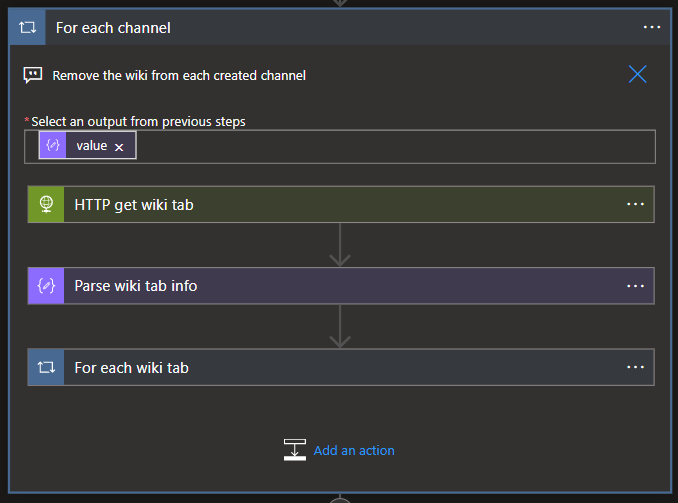 For each channel
Remove the wiki from each created channel
*Select an output from previous steps
value
HTTP get wiki tab
Parse wiki tab info
For each wiki tab
Add an action